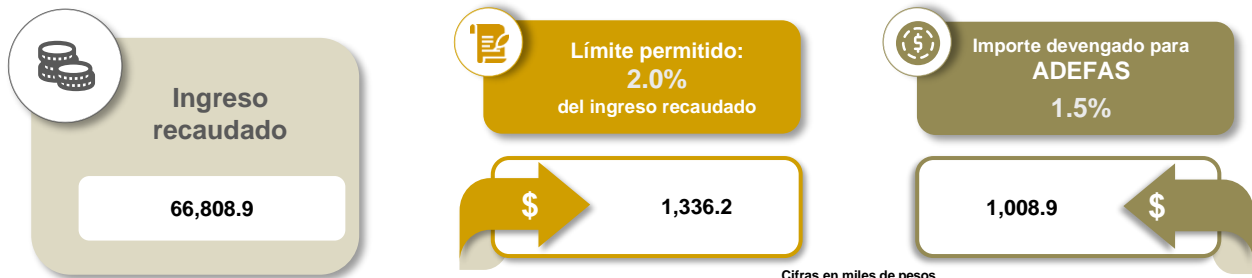 Ingreso
recaudado
66,808.9
Límite permitido:
2.0%
del ingreso recaudado
$
1,336.2
Importe devengado para
ADEFAS
1.5%
1,008.9
$
Cifras en miles de pesos